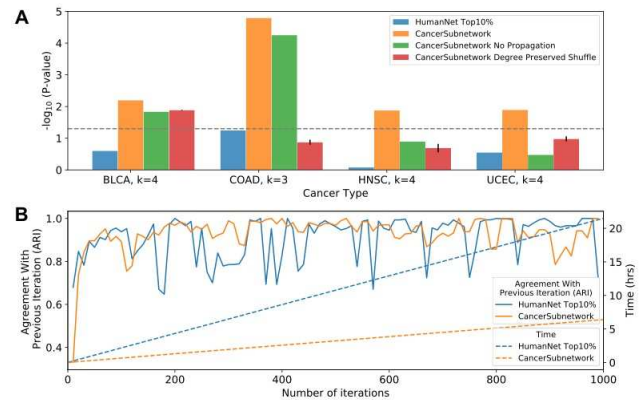 A
5
4
3
2
1
0
-log₁₀ (P-value)
HumanNet Top10%
CancerSubnetwork
CancerSubnetwork No Propagation
CancerSubnetwork Degree Preserved Shuffle
BLCA, k=4
COAD, k=3
HNSC, k=4
UCEC, k=4
Cancer Type
B
1.0
0.8
0.6
0.4
Agreement With
Previous Iteration (ARI)
20
15
10
5
0
Time (hrs)
Agreement With
Previous Iteration (ARI)
HumanNet Top10%
CancerSubnetwork
Time
HumanNet Top10%
CancerSubnetwork
0
200
400
600
800
1000
Number of iterations